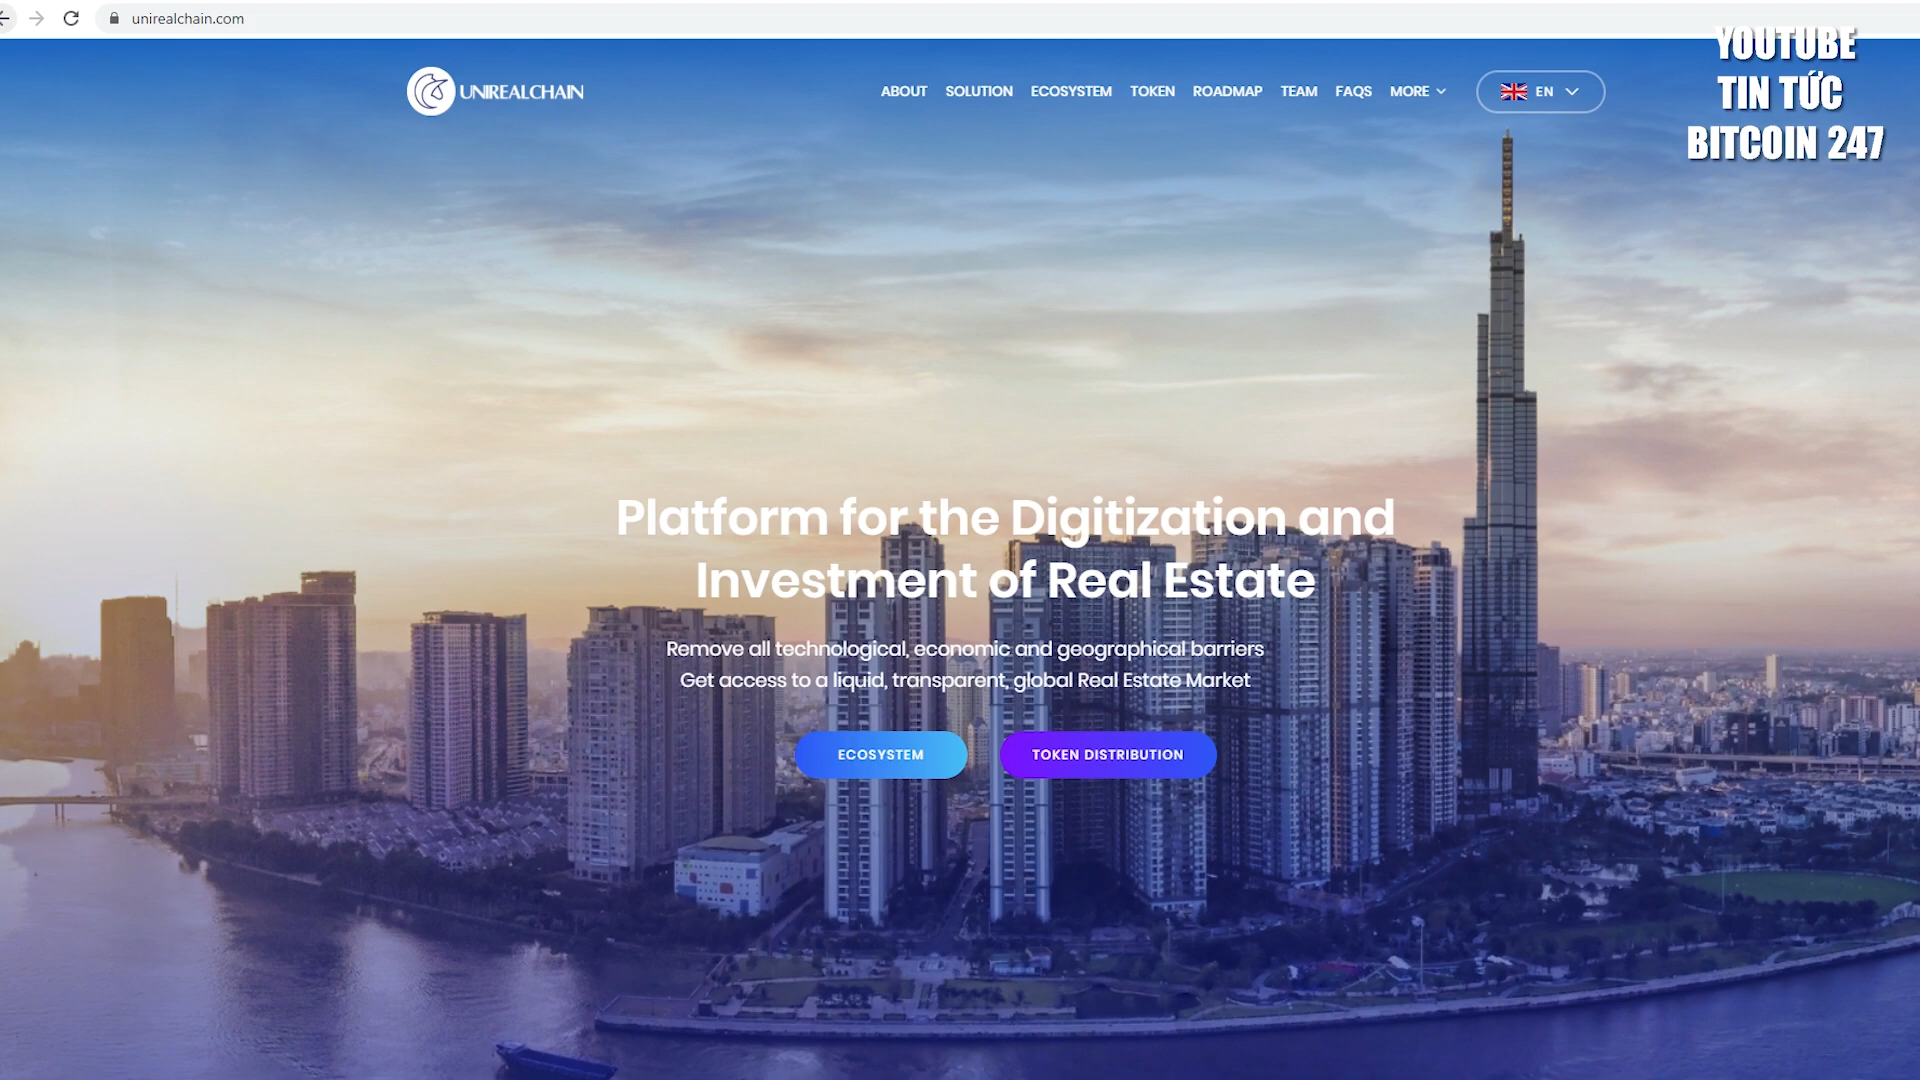 unirealchain.com
YOUTUBE
TIN TỨC
BITCOIN 247
UNIREALCHAIN
ABOUT SOLUTION ECOSYSTEM TOKEN ROADMAP TEAM FAQS MORE EN
Platform for the Digitization and
Investment of Real Estate
Remove all technological, economic and geographical barriers
Get access to a liquid, transparent, global Real Estate Market
ECOSYSTEM TOKEN DISTRIBUTION